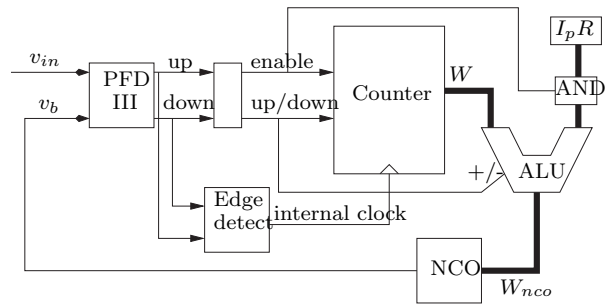 v_in
PFD
III
up
enable
Counter
W
I_pR
AND
v_b
down
up/down
+/-
ALU
Edge
detect
internal clock
NCO
W_nco